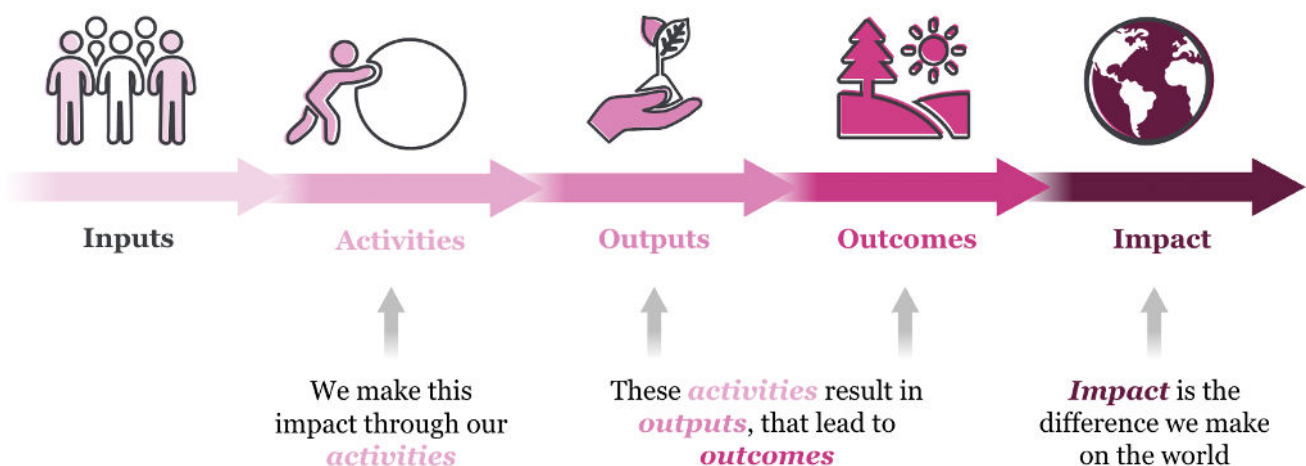 Inputs
Activities
Outputs
Outcomes
Impact
We make this
impact through our
activities
These activities result in
outputs, that lead to
outcomes
Impact is the
difference we make
on the world